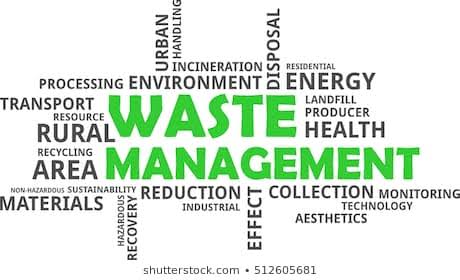 URBAN
HANDLING
DISPOSAL
INCINERATION
RESIDENTIAL
PROCESSING
ENVIRONMENT
ENERGY
TRANSPORT
WASTE
LANDFILL
RESOURCE
PRODUCER
RURAL
HEALTH
RECYCLING
AREA
MANAGEMENT
NON-HAZARDOUS
SUSTAINABILITY
REDUCTION
COLLECTION
MONITORING
MATERIALS
HAZARDOUS
RECOVERY
INDUSTRIAL
EFFECT
TECHNOLOGY
AESTHETICS
shutterstock.com · 512605681